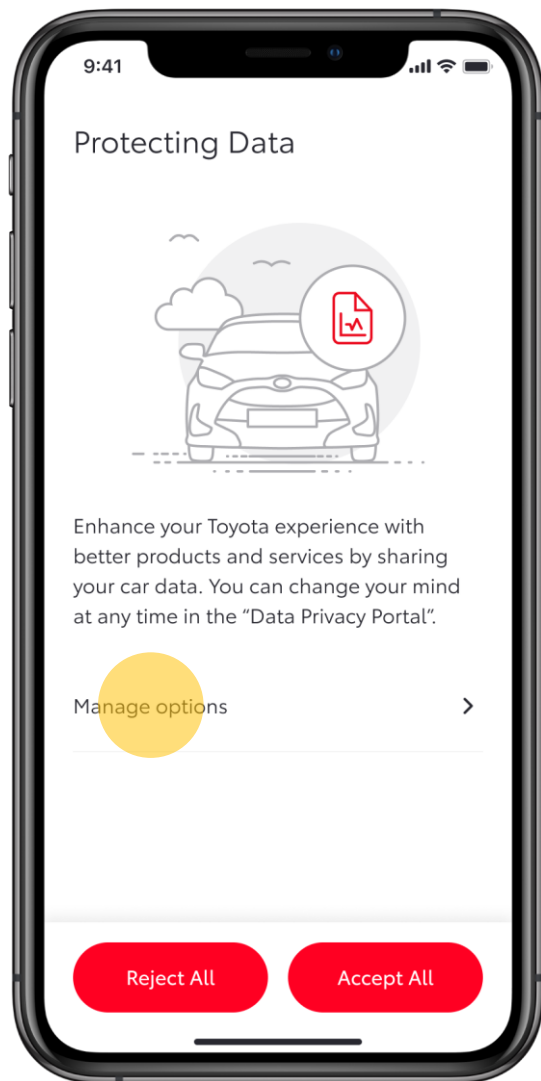 9:41
Protecting Data
Enhance your Toyota experience with
better products and services by sharing
your car data. You can change your mind
at any time in the “Data Privacy Portal”.
Manage options
Reject All
Accept All